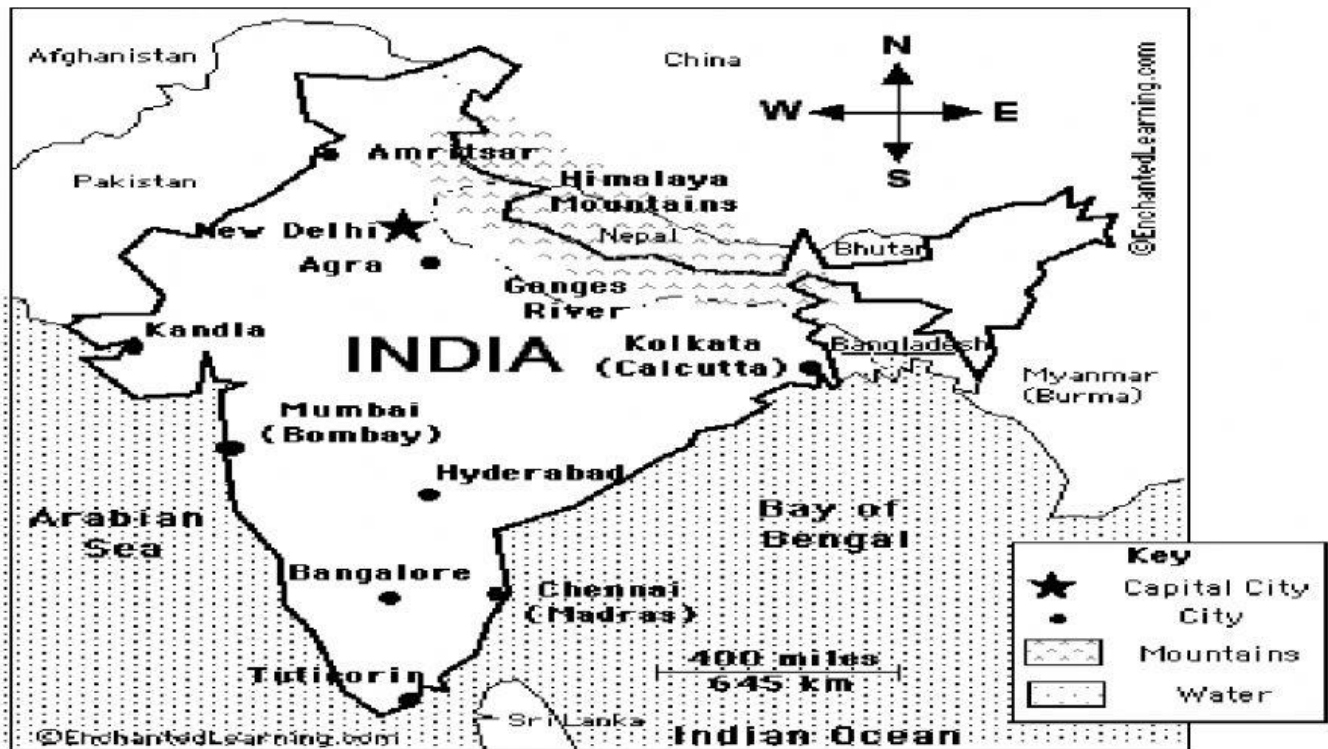 Afghanistan
China
N
W
E
S
©EnchantedLearning.com
Amritsar
Pakistan
Himalaya
Mountains
New Delhi
Nepal
Bhutan
Agra
Ganges
River
Kandla
INDIA
Kolkata
(Calcutta)
Bangladesh
Myanmar
(Burma)
Mumbai
(Bombay)
Hyderabad
Arabian
Sea
Bay of
Bengal
Bangalore
Chennai
(Madras)
Tuticorin
400 miles
645 km
Sri Lanka
Indian Ocean
©EnchantedLearning.com
Key
Capital City
City
Mountains
Water